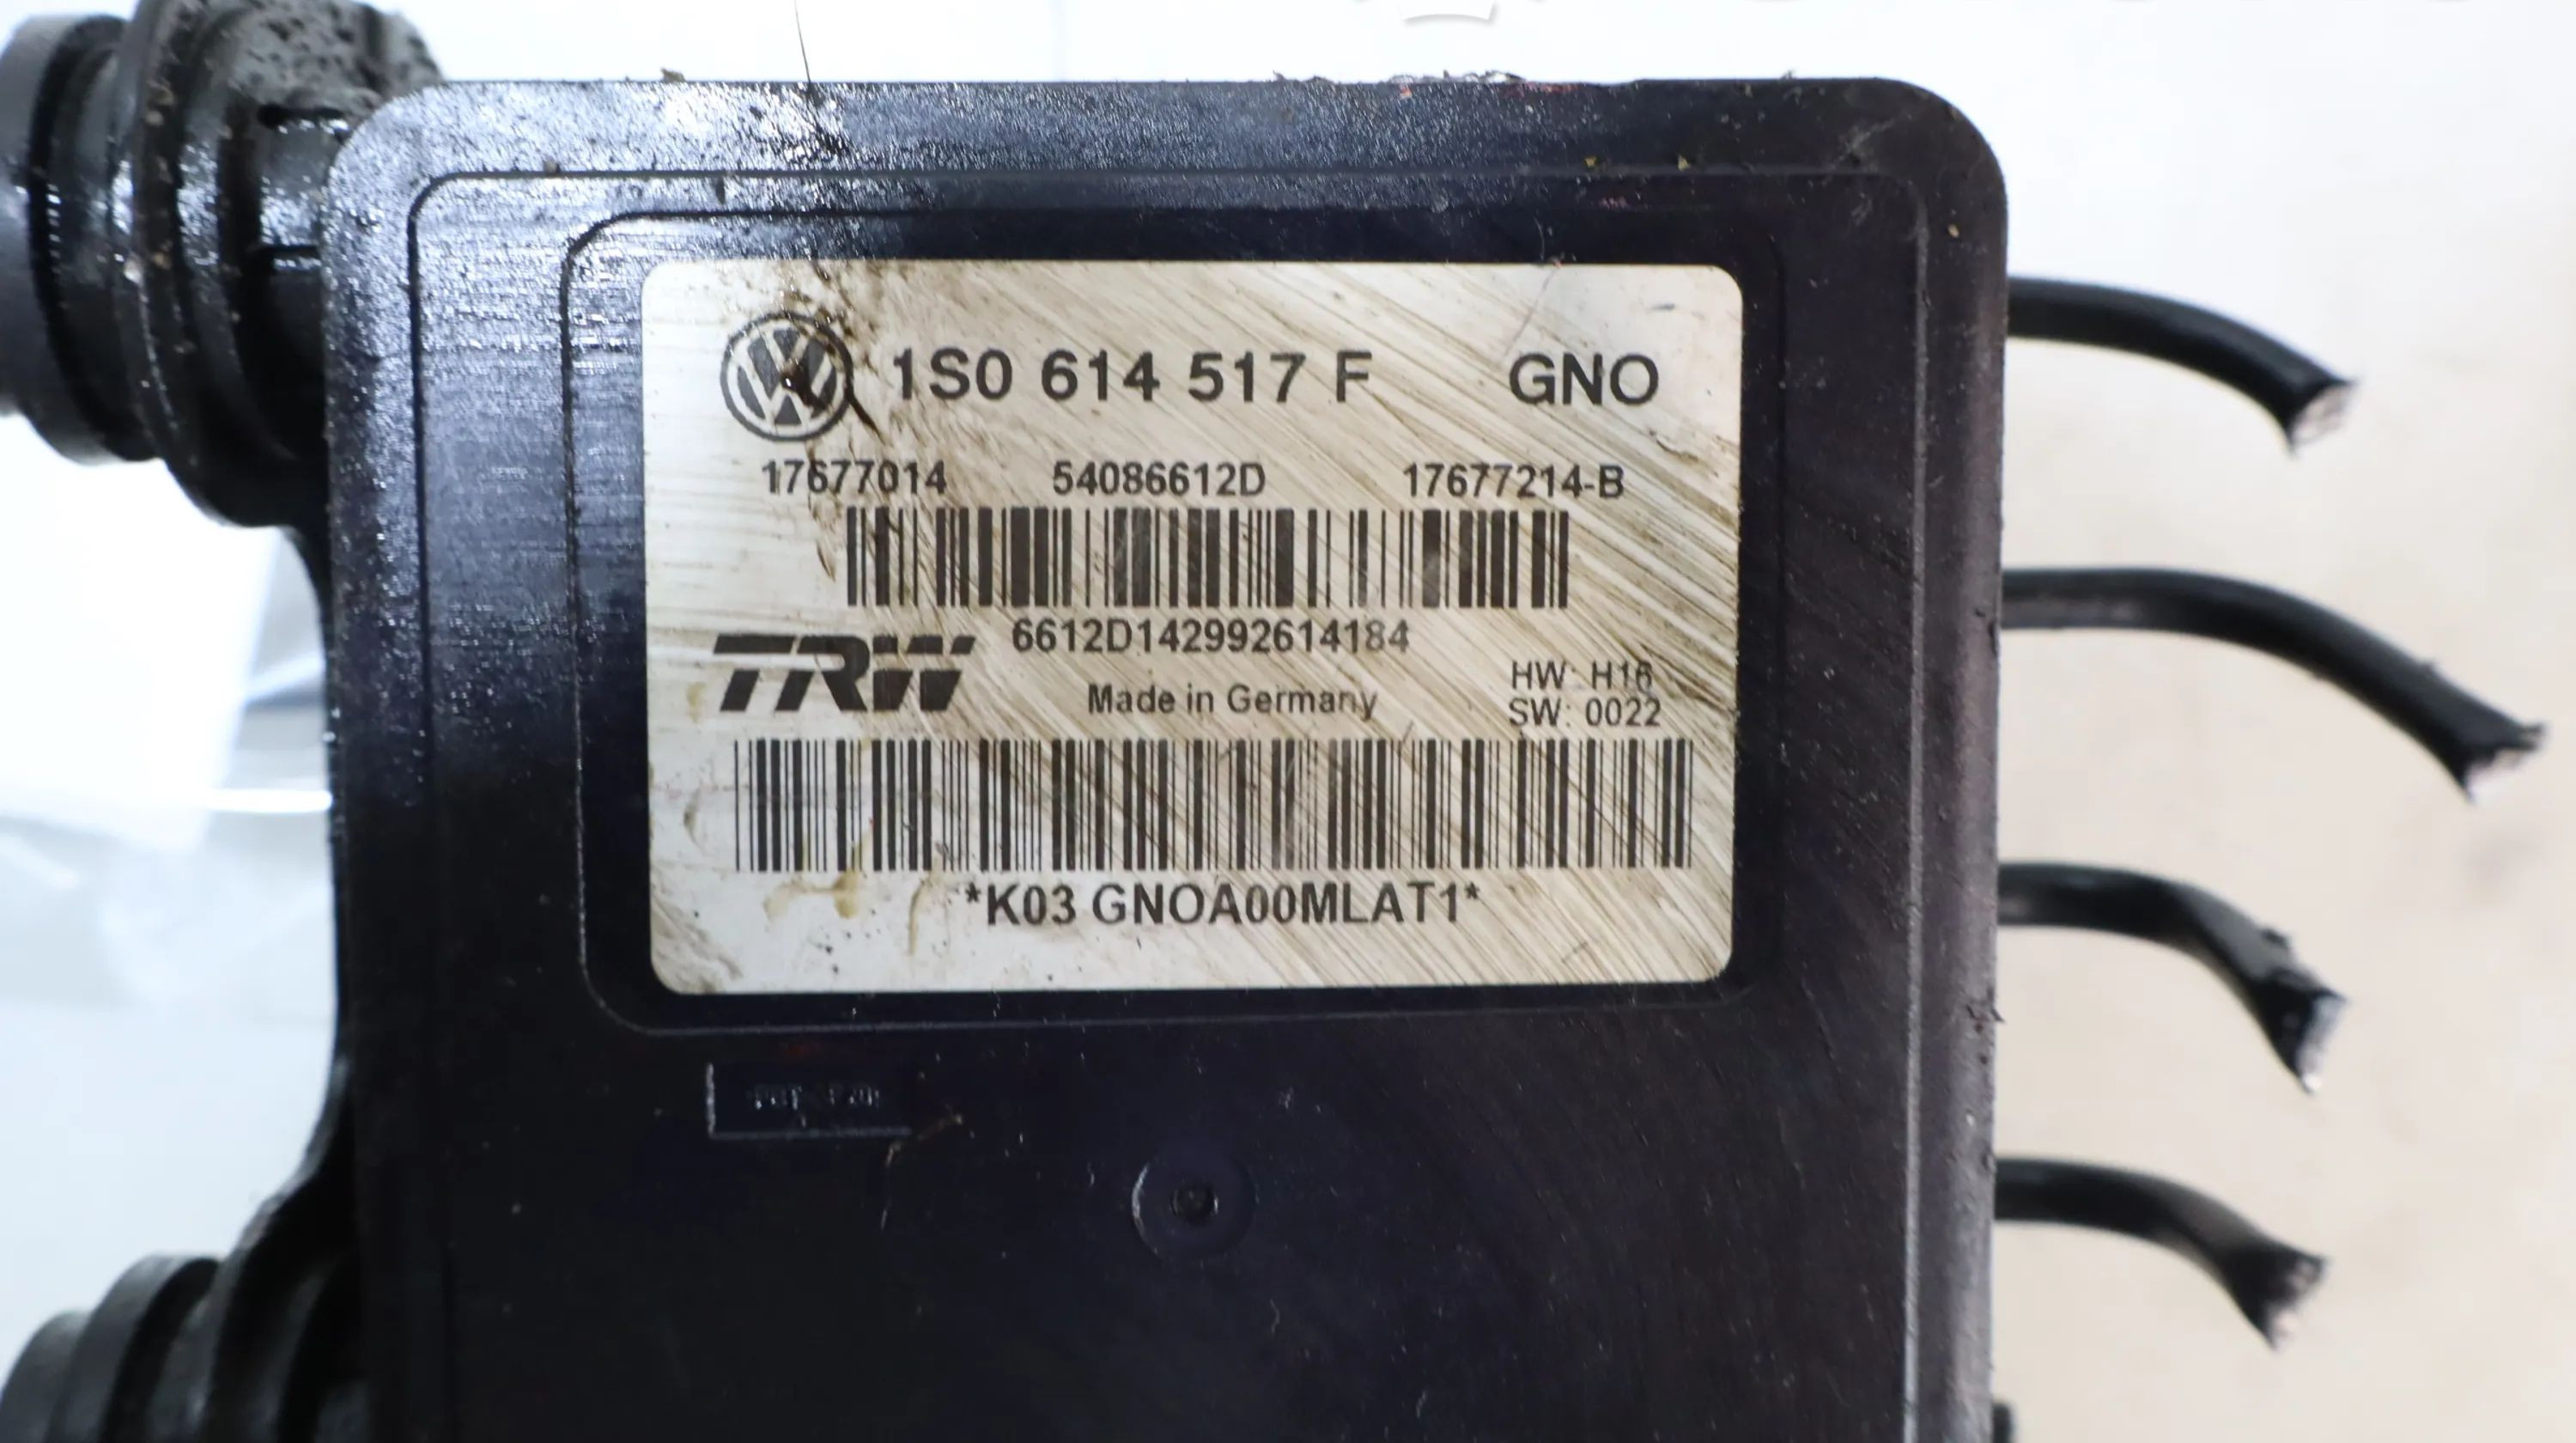 1S0 614 517 F GNO
17677014 54086612D 17677214-B
6612D142992614184
TRW
Made in Germany
HW: H16
SW: 0022
*K03 GNOA00MLAT1*